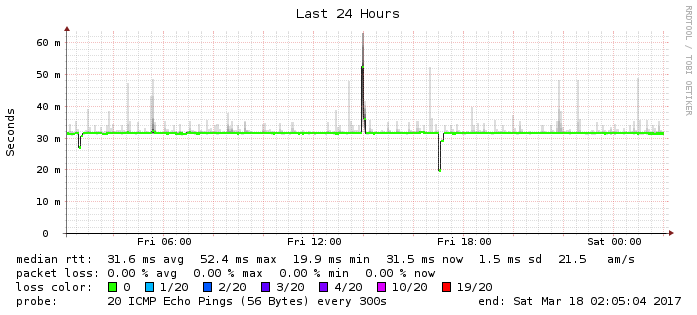 Last 24 Hours
RRDTOOL / TOBI OETIKER
Seconds
60 m
50 m
40 m
30 m
20 m
10 m
0
Fri 06:00 Fri 12:00 Fri 18:00 Sat 00:00
median rtt: 31.6 ms avg 52.4 ms max 19.9 ms min 31.5 ms now 1.5 ms sd 21.5 am/s
packet loss: 0.00 % avg 0.00 % max 0.00 % min 0.00 % now
loss color: 0 1/20 2/20 3/20 4/20 10/20 19/20
probe: 20 ICMP Echo Pings (56 Bytes) every 300s end: Sat Mar 18 02:05:04 2017